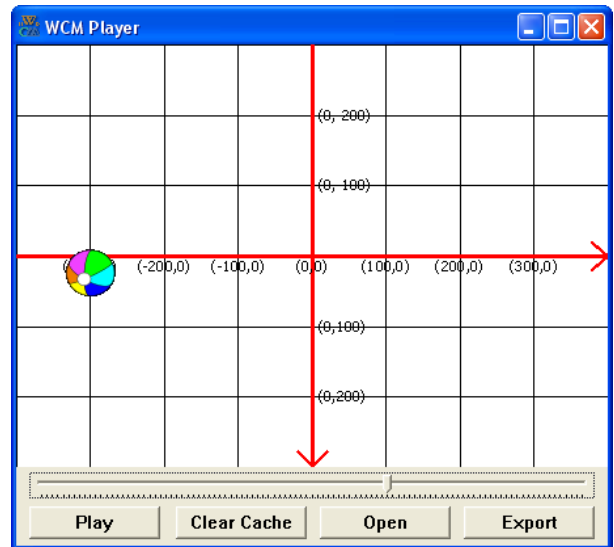 WCM Player
(0, 200)
(0, 100)
(-200,0) (-100,0) (0,0) (100,0) (200,0) (300,0)
(0,100)
(0,200)
Play Clear Cache Open Export